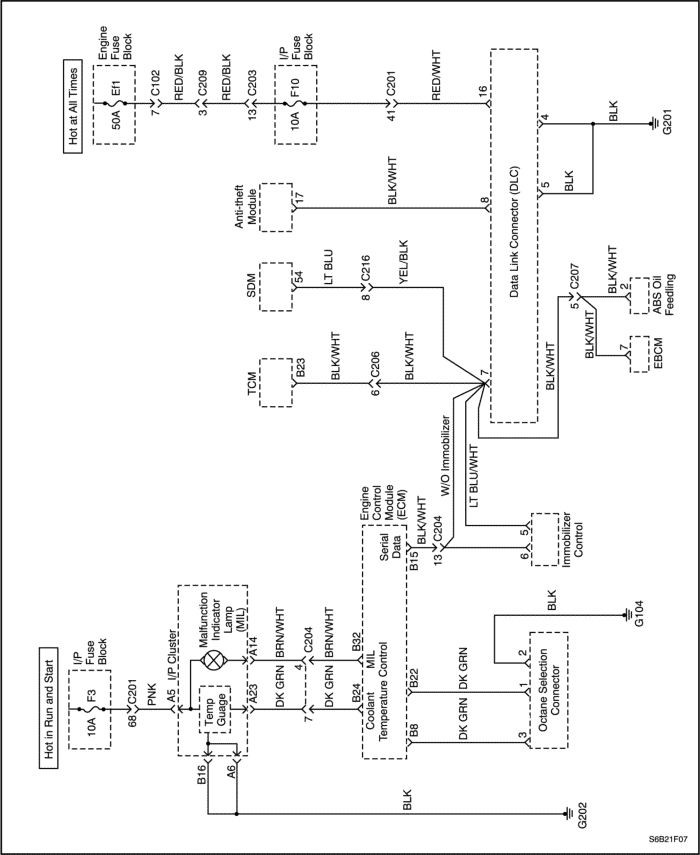 Hot in Run and Start
I/P
Fuse
Block
F3
10A
68
C201
PNK
A5
I/P Cluster
Temp
Guage
Malfunction
Indicator
Lamp
(MIL)
B16
A6
A23
A14
DK GRN
BRN/WHT
7
4
C204
DK GRN
BRN/WHT
B24
B32
Coolant
Temperature Control
MIL
Serial
Data
Engine
Control
Module
(ECM)
B8
B22
B15
DK GRN
DK GRN
3
1
2
Octane Selection
Connector
BLK
G104
BLK
G202
BLK/WHT
13
C204
6
5
Immobilizer
Control
W/O Immobilizer
LT BLU/WHT
TCM
B23
BLK/WHT
6
C206
BLK/WHT
SDM
54
LT BLU
8
C216
YEL/BLK
Anti-theft
Module
17
BLK/WHT
8
7
Hot at All Times
Engine
Fuse
Block
Ef1
50A
7
C102
RED/BLK
3
C209
RED/BLK
13
C203
I/P
Fuse
Block
F10
10A
41
C201
RED/WHT
16
Data Link Connector (DLC)
4
5
BLK
BLK
G201
BLK/WHT
5
C207
BLK/WHT
BLK/WHT
7
EBCM
2
ABS Oil
Feedling
S6B21F07